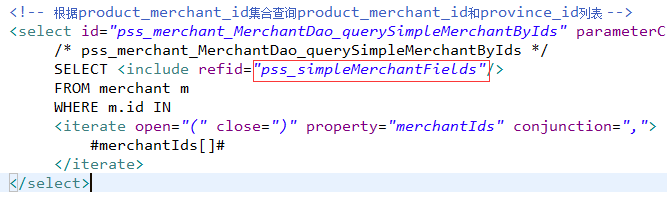 <!-- 根据product_merchant_id集合查询product_merchant_id和province_id列表 -->
<select id="pss_merchant_MerchantDao_querySimpleMerchantByIds" parameterC
/* pss_merchant_MerchantDao_querySimpleMerchantByIds */
SELECT <include refid="pss_simpleMerchantFields"/>
FROM merchant m
WHERE m.id IN
<iterate open="(" close=")" property="merchantIds" conjunction=",">
#merchantIds[]#
</iterate>
</select>